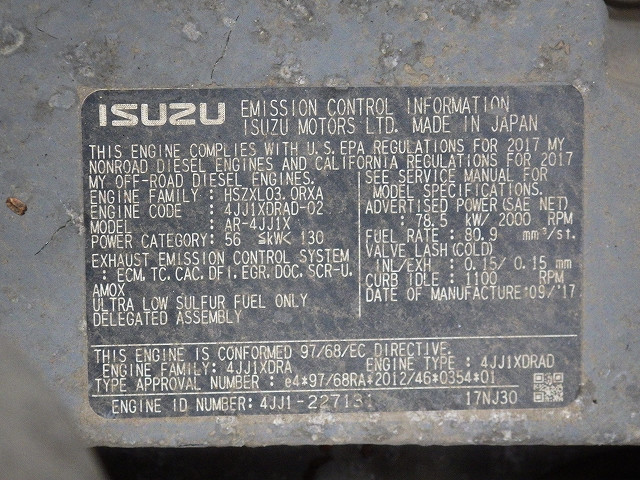 ISUZU EMISSION CONTROL INFORMATION
ISUZU MOTORS LTD. MADE IN JAPAN
THIS ENGINE COMPLIES WITH U.S.EPA REGULATIONS FOR 2017 MY
NONROAD DIESEL ENGINES AND CALIFORNIA REGULATIONS FOR 2017
MY OFF-ROAD DIESEL ENGINES.
ENGINE FAMILY : HSZXL03.0RXA
ENGINE CODE : 4JJ1XDRAD-02
MODEL : AR-4JJ1X
POWER CATEGORY: 56 ≦kW< 130
EXHAUST EMISSION CONTROL SYSTEM
: ECM,TC,CAC,DFI,EGR,DOC,SCR-U,
AMOX
ULTRA LOW SULFUR FUEL ONLY
DELEGATED ASSEMBLY
SEE SERVICE MANUAL FOR
MODEL SPECIFICATIONS.
ADVERTISED POWER(SAE NET)
: 78.5 kW/ 2000 RPM
FUEL RATE: 80.9 mm³/st.
VALVE LASH(COLD)
INL/EXH : 0.15/ 0.15 mm
CURB IDLE : 1100 RPM
DATE OF MANUFACTURE:09/'17
THIS ENGINE IS CONFORMED 97/68/EC DIRECTIVE.
ENGINE FAMILY: 4JJ1XDRA ENGINE TYPE : 4JJ1XDRAD
TYPE APPROVAL NUMBER : e4*97/68RA*2012/46*0354*01
ENGINE ID NUMBER: 4JJ1-227131 17NJ30